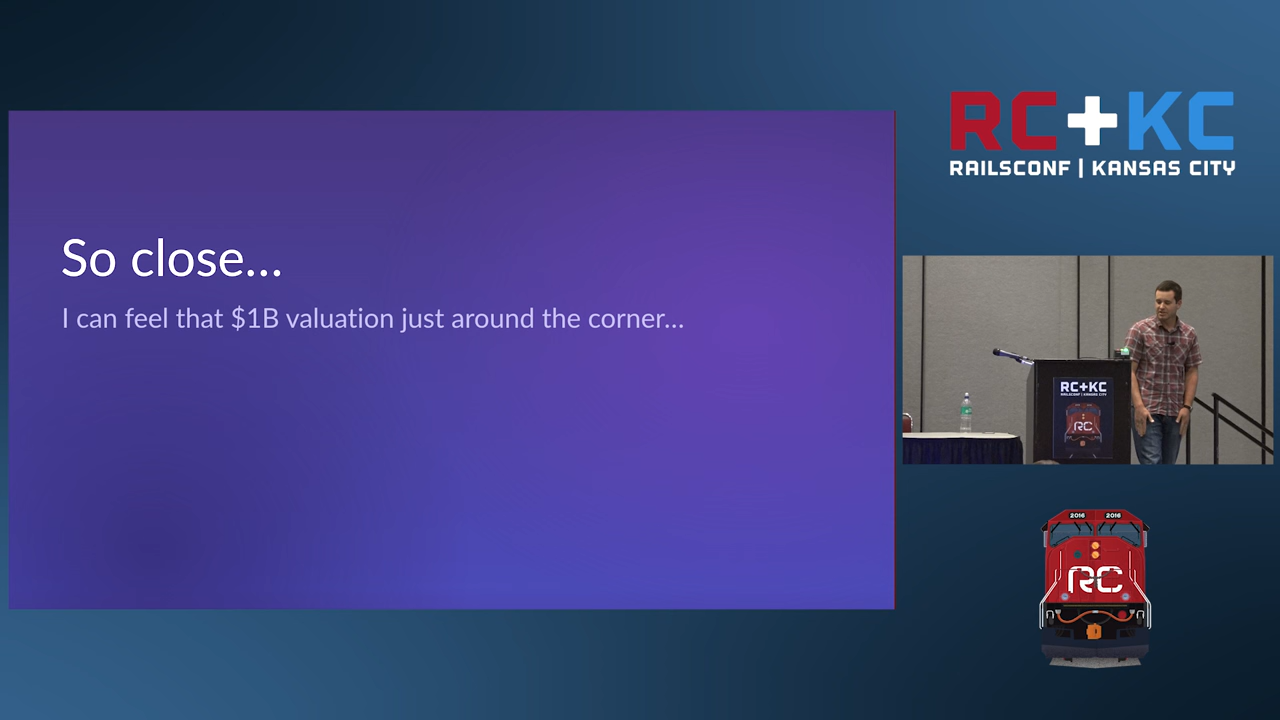 So close...
I can feel that $1B valuation just around the corner...
RC+KC
RAILSCONF | KANSAS CITY
RC+KC
RAILSCONF | KANSAS CITY
RC
2016 2016
RC